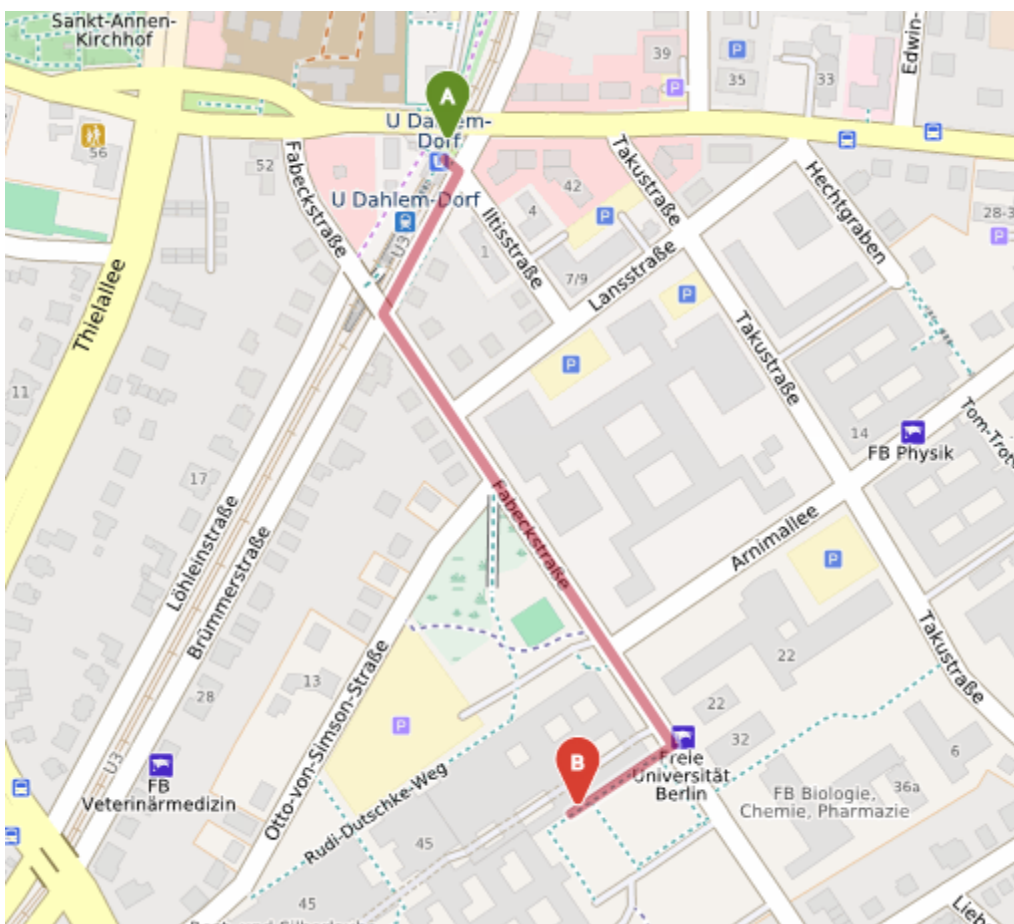 Sankt-Annen-
Kirchhof
Edwin-
39
P
35
33
P
A
U Dahlem-
Dorf
56
52
Fabeckstraße
Takustraße
Hechtgraben
42
U Dahlem-Dorf
4
P
28-3
P
Iltisstraße
U3
1
7/9
Lansstraße
Thielallee
P
Takustraße
P
11
Tom-Trot
14
FB Physik
17
Fabeckstraße
Arnimallee
P
Löhleinstraße
Brümmerstraße
Takustraße
Otto-von-Simson-Straße
22
13
28
22
P
32
6
B
Freie
Universität
Berlin
U3
FB
Veterinärmedizin
Rudi-Dutschke-Weg
36a
FB Biologie,
Chemie, Pharmazie
45
45
Lieb